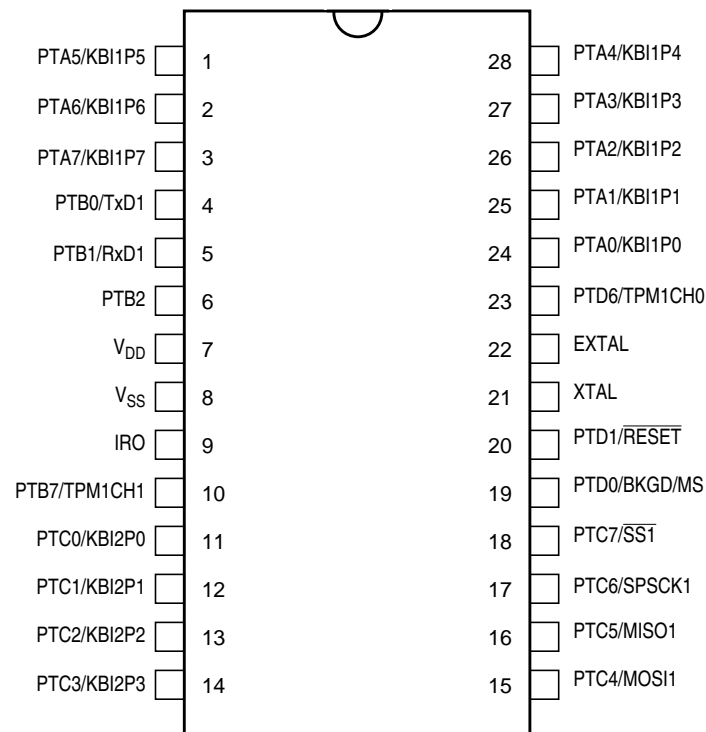 PTA5/KBI1P5 1 28 PTA4/KBI1P4
PTA6/KBI1P6 2 27 PTA3/KBI1P3
PTA7/KBI1P7 3 26 PTA2/KBI1P2
PTB0/TxD1 4 25 PTA1/KBI1P1
PTB1/RxD1 5 24 PTA0/KBI1P0
PTB2 6 23 PTD6/TPM1CH0
VDD 7 22 EXTAL
VSS 8 21 XTAL
IRO 9 20 PTD1/RESET
PTB7/TPM1CH1 10 19 PTD0/BKGD/MS
PTC0/KBI2P0 11 18 PTC7/SS1
PTC1/KBI2P1 12 17 PTC6/SPSCK1
PTC2/KBI2P2 13 16 PTC5/MISO1
PTC3/KBI2P3 14 15 PTC4/MOSI1